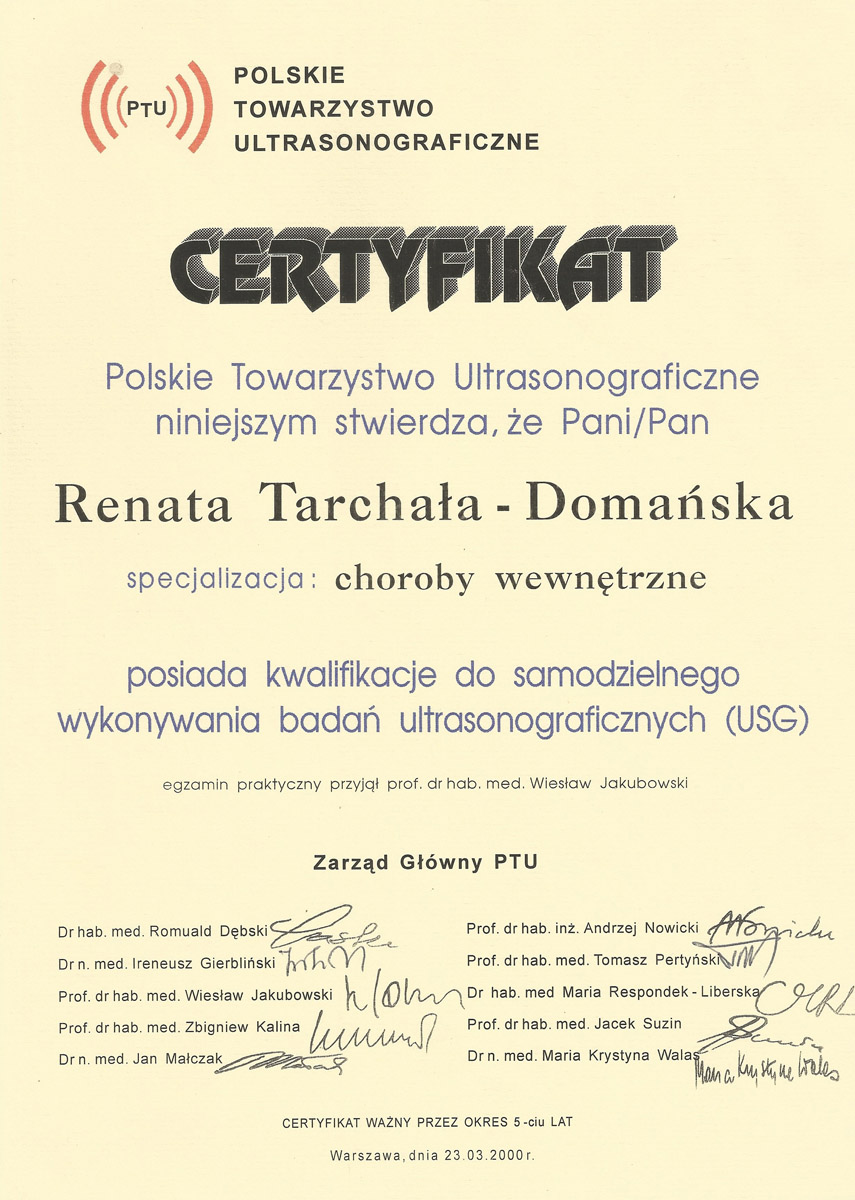 PTU
POLSKIE
TOWARZYSTWO
ULTRASONOGRAFICZNE
CERTYFIKAT
Polskie Towarzystwo Ultrasonograficzne
niniejszym stwierdza, że Pani/Pan
Renata Tarchała - Domańska
specjalizacja: choroby wewnętrzne
posiada kwalifikacje do samodzielnego
wykonywania badań ultrasonograficznych (USG)
egzamin praktyczny przyjął prof. dr hab. med. Wiesław Jakubowski
Zarząd Główny PTU
Dr hab. med. Romuald Dębski
Dr n. med. Ireneusz Gierbliński
Prof. dr hab. med. Wiesław Jakubowski
Prof. dr hab. med. Zbigniew Kalina
Dr n. med. Jan Małczak
Prof. dr hab. inż. Andrzej Nowicki
Prof. dr hab. med. Tomasz Pertyński
Dr hab. med Maria Respondek - Liberska
Prof. dr hab. med. Jacek Suzin
Dr n. med. Maria Krystyna Walas
Maria Krystyna Walas
CERTYFIKAT WAŻNY PRZEZ OKRES 5 -ciu LAT
Warszawa, dnia 23.03.2000 r.